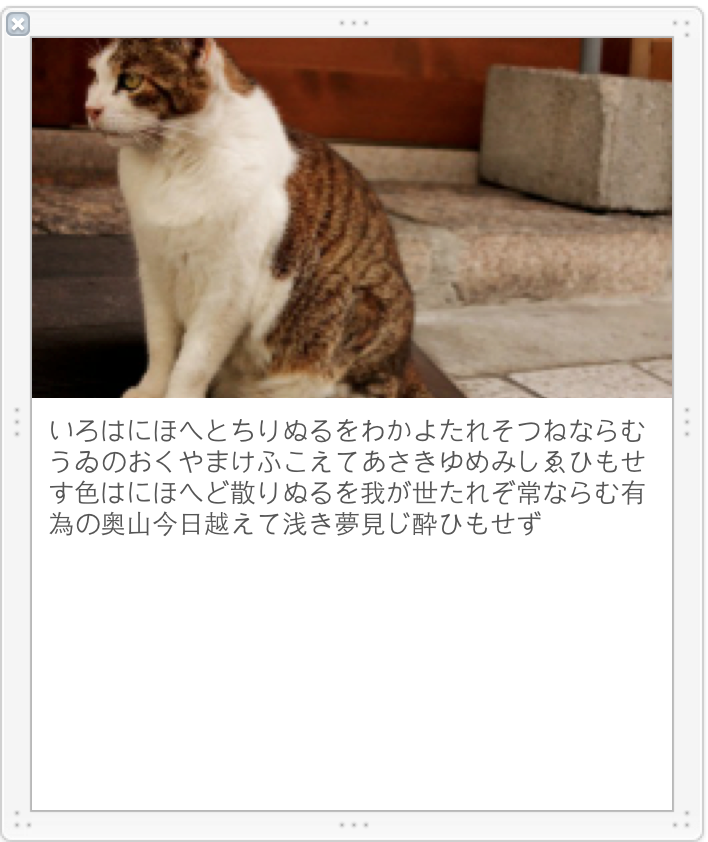 いろはにほへとちりぬるをわかよたれそつねならむ
うゐのおくやまけふこえてあさきゆめみしゑひもせ
す色はにほへど散りぬるを我が世たれぞ常ならむ有
為の奥山今日越えて浅き夢見じ酔ひもせず